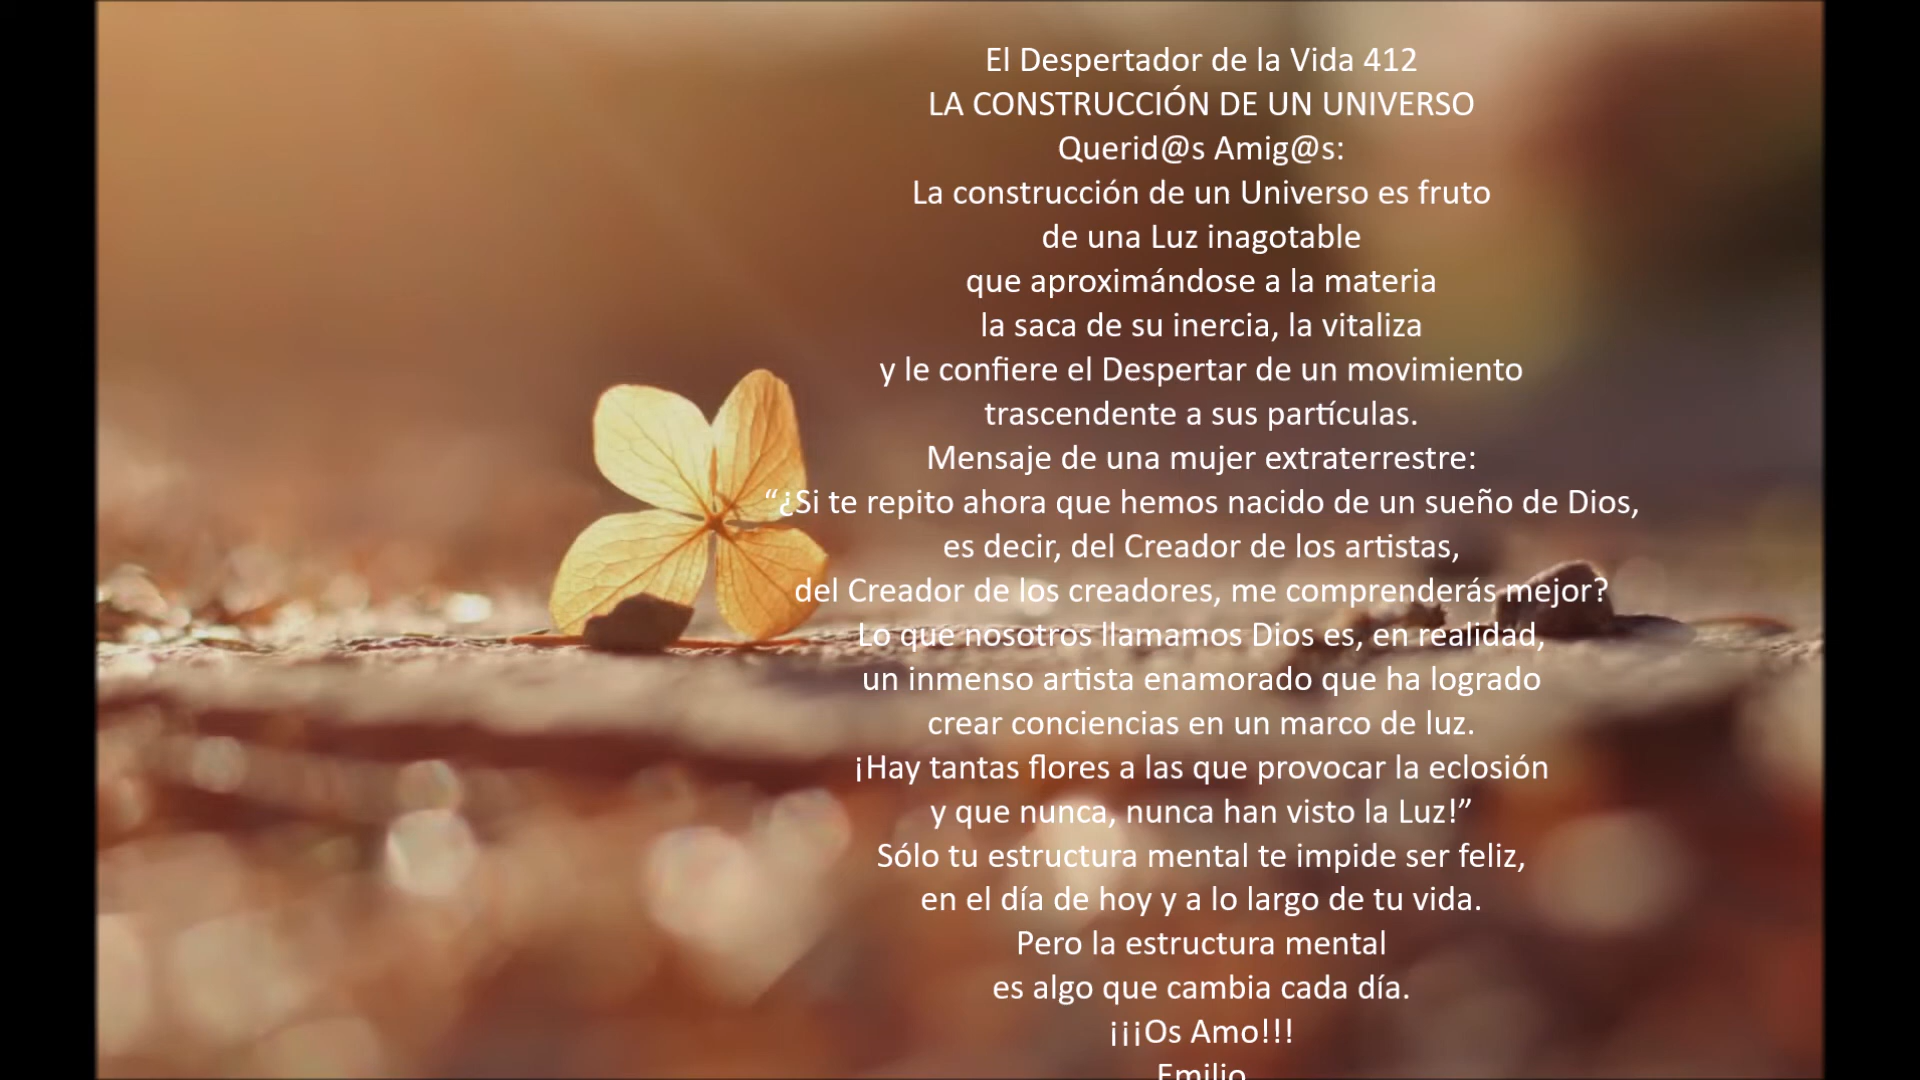 El Despertador de la Vida 412
LA CONSTRUCCIÓN DE UN UNIVERSO
Querid@s Amig@s:
La construcción de un Universo es fruto
de una Luz inagotable
que aproximándose a la materia
la saca de su inercia, la vitaliza
y le confiere el Despertar de un movimiento
trascendente a sus partículas.
Mensaje de una mujer extraterrestre:
“¿Si te repito ahora que hemos nacido de un sueño de Dios,
es decir, del Creador de los artistas,
del Creador de los creadores, me comprenderás mejor?
Lo que nosotros llamamos Dios es, en realidad,
un inmenso artista enamorado que ha logrado
crear conciencias en un marco de luz.
¡Hay tantas flores a las que provocar la eclosión
y que nunca, nunca han visto la Luz!”
Sólo tu estructura mental te impide ser feliz,
en el día de hoy y a lo largo de tu vida.
Pero la estructura mental
es algo que cambia cada día.
¡¡¡Os Amo!!!
Emilio